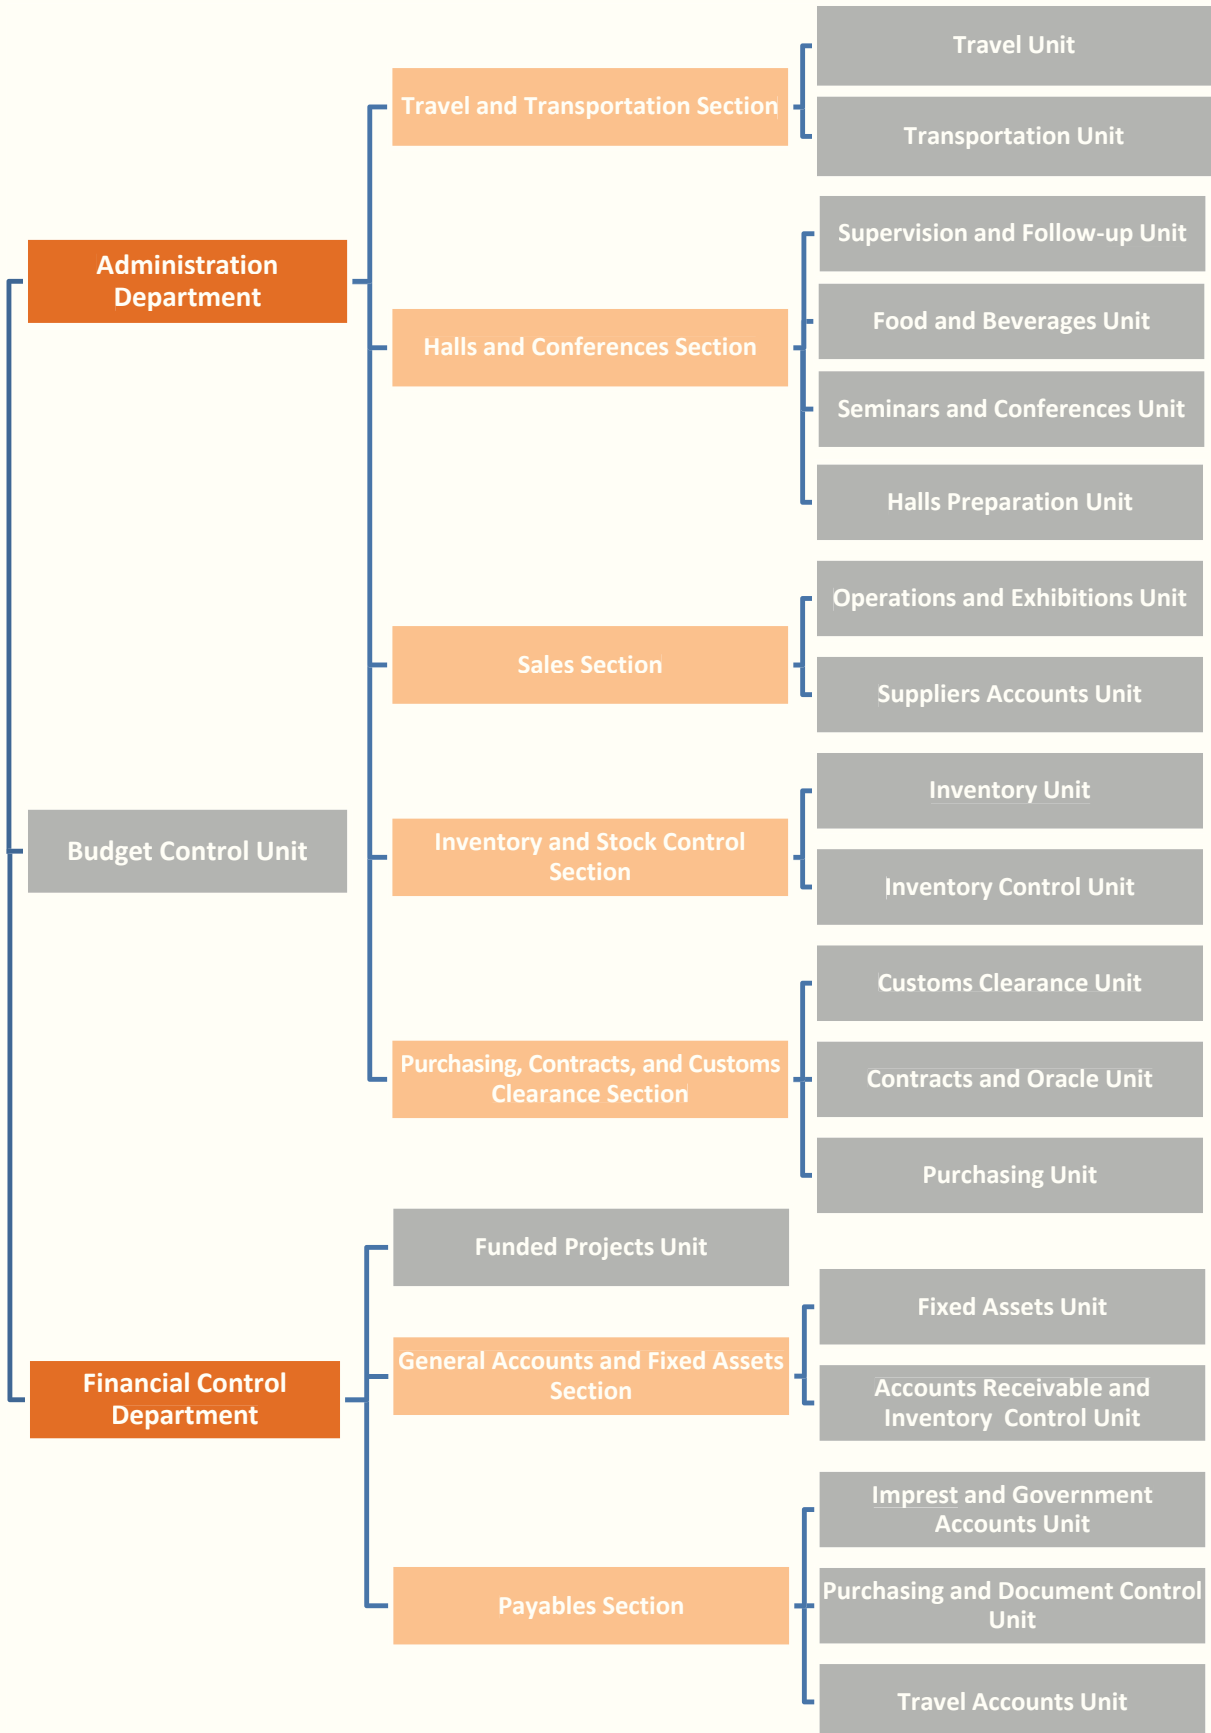 Travel Unit
Travel and Transportation Section
Transportation Unit
Supervision and Follow-up Unit
Administration
Department
Food and Beverages Unit
Halls and Conferences Section
Seminars and Conferences Unit
Halls Preparation Unit
Operations and Exhibitions Unit
Sales Section
Suppliers Accounts Unit
Inventory Unit
Budget Control Unit
Inventory and Stock Control
Section
Inventory Control Unit
Customs Clearance Unit
Purchasing, Contracts, and Customs
Clearance Section
Contracts and Oracle Unit
Purchasing Unit
Funded Projects Unit
Fixed Assets Unit
General Accounts and Fixed Assets
Section
Financial Control
Department
Accounts Receivable and
Inventory Control Unit
Imprest and Government
Accounts Unit
Payables Section
Purchasing and Document Control
Unit
Travel Accounts Unit